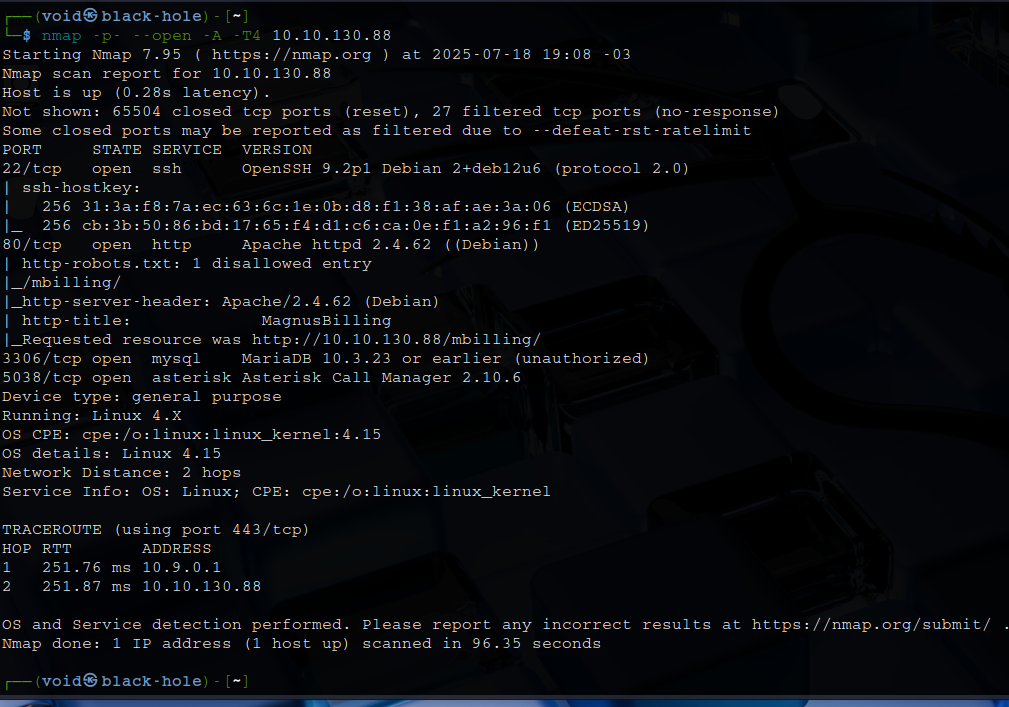 ┌──(void㉿black-hole)-[~]
└─$ nmap -p- --open -A -T4 10.10.130.88
Starting Nmap 7.95 ( https://nmap.org ) at 2025-07-18 19:08 -03
Nmap scan report for 10.10.130.88
Host is up (0.28s latency).
Not shown: 65504 closed tcp ports (reset), 27 filtered tcp ports (no-response)
Some closed ports may be reported as filtered due to --defeat-rst-ratelimit
PORT     STATE SERVICE  VERSION
22/tcp   open  ssh      OpenSSH 9.2p1 Debian 2+deb12u6 (protocol 2.0)
| ssh-hostkey:
|   256 31:3a:f8:7a:ec:63:6c:1e:0b:d8:f1:38:af:ae:3a:06 (ECDSA)
|_  256 cb:3b:50:86:bd:17:65:f4:d1:c6:ca:0e:f1:a2:96:f1 (ED25519)
80/tcp   open  http     Apache httpd 2.4.62 ((Debian))
| http-robots.txt: 1 disallowed entry
|_/mbilling/
|_http-server-header: Apache/2.4.62 (Debian)
| http-title:             MagnusBilling
|_Requested resource was http://10.10.130.88/mbilling/
3306/tcp open  mysql    MariaDB 10.3.23 or earlier (unauthorized)
5038/tcp open  asterisk Asterisk Call Manager 2.10.6
Device type: general purpose
Running: Linux 4.X
OS CPE: cpe:/o:linux:linux_kernel:4.15
OS details: Linux 4.15
Network Distance: 2 hops
Service Info: OS: Linux; CPE: cpe:/o:linux:linux_kernel
TRACEROUTE (using port 443/tcp)
HOP RTT       ADDRESS
1   251.76 ms 10.9.0.1
2   251.87 ms 10.10.130.88
OS and Service detection performed. Please report any incorrect results at https://nmap.org/submit/ .
Nmap done: 1 IP address (1 host up) scanned in 96.35 seconds
┌──(void㉿black-hole)-[~]